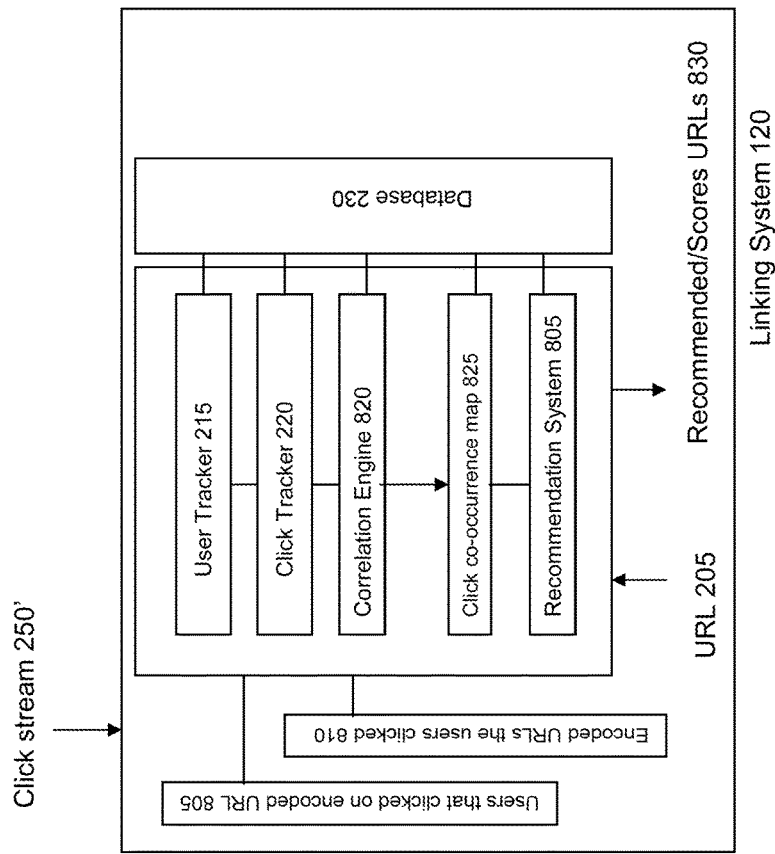 Click stream 250'
Users that clicked on encoded URL 805
Encoded URLs the users clicked 810
User Tracker 215
Click Tracker 220
Correlation Engine 820
Click co-occurrence map 825
Recommendation System 805
Database 230
URL 205
Recommended/Scores URLs 830
Linking System 120